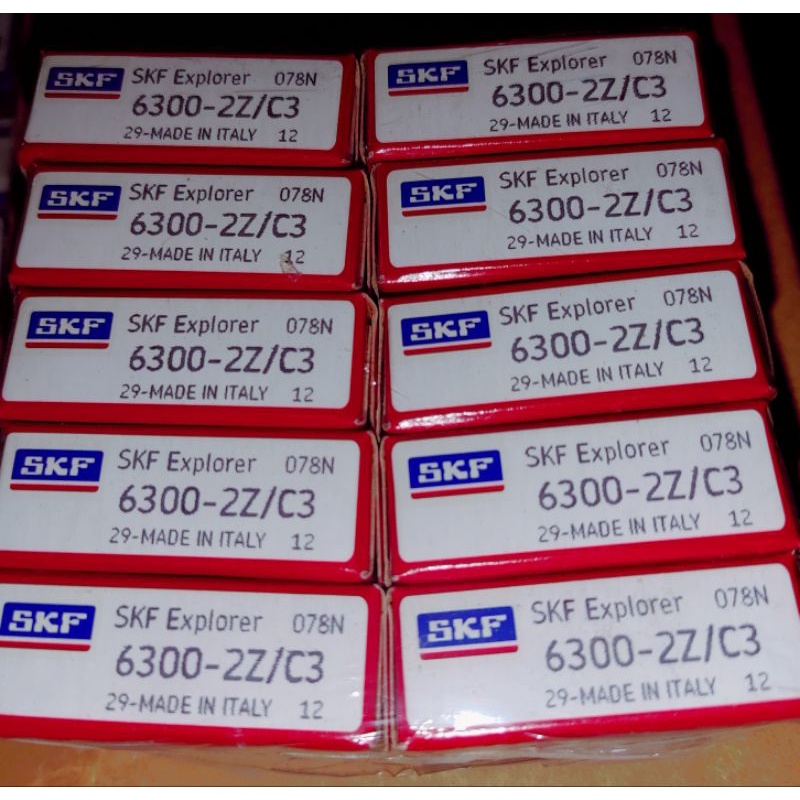 SKF SKF Explorer 078N
6300-2Z/C3
29-MADE IN ITALY 12
SKF SKF Explorer 078N
6300-2Z/C3
29-MADE IN ITALY 12
SKF SKF Explorer 078N
6300-2Z/C3
29-MADE IN ITALY 12
SKF SKF Explorer 078N
6300-2Z/C3
29-MADE IN ITALY 12
SKF SKF Explorer 078N
6300-2Z/C3
29-MADE IN ITALY 12
SKF SKF Explorer 078N
6300-2Z/C3
29-MADE IN ITALY 12
SKF SKF Explorer 078N
6300-2Z/C3
29-MADE IN ITALY 12
SKF SKF Explorer 078N
6300-2Z/C3
29-MADE IN ITALY 12
SKF SKF Explorer 078N
6300-2Z/C3
29-MADE IN ITALY 12
SKF SKF Explorer 078N
6300-2Z/C3
29-MADE IN ITALY 12